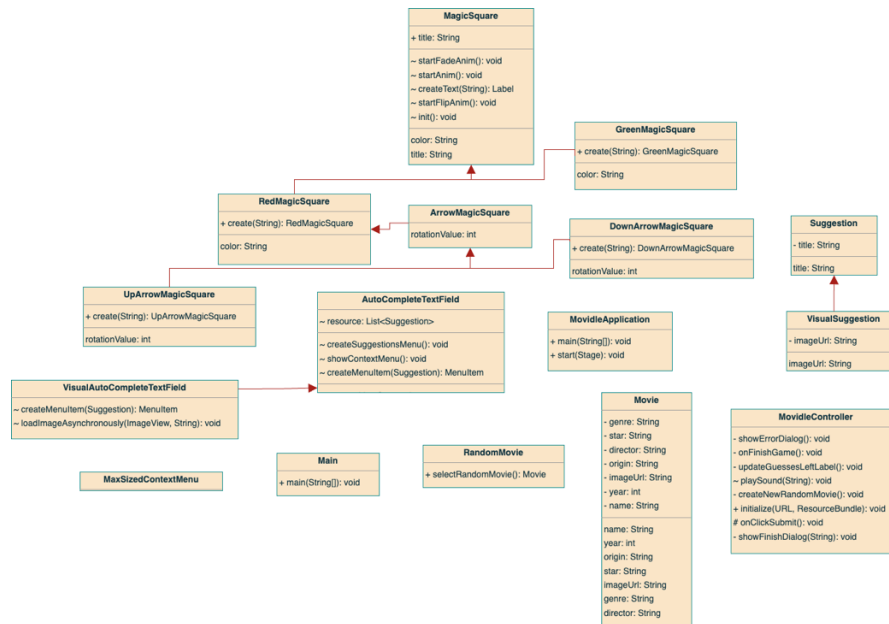 MagicSquare
+ title: String
~ startFadeAnim(): void
~ startAnim(): void
~ createText(String): Label
~ startFlipAnim(): void
~ init(): void
color: String
title: String
GreenMagicSquare
+ create(String): GreenMagicSquare
color: String
RedMagicSquare
+ create(String): RedMagicSquare
color: String
ArrowMagicSquare
rotationValue: int
DownArrowMagicSquare
+ create(String): DownArrowMagicSquare
rotationValue: int
Suggestion
- title: String
title: String
UpArrowMagicSquare
+ create(String): UpArrowMagicSquare
rotationValue: int
AutoCompleteTextField
~ resource: List<Suggestion>
~ createSuggestionsMenu(): void
~ showContextMenu(): void
~ createMenuItem(Suggestion): MenuItem
MovidleApplication
+ main(String[]): void
+ start(Stage): void
VisualSuggestion
- imageUrl: String
imageUrl: String
VisualAutoCompleteTextField
~ createMenuItem(Suggestion): MenuItem
~ loadImageAsynchronously(ImageView, String): void
Movie
- genre: String
- star: String
- director: String
- origin: String
- imageUrl: String
- year: int
- name: String
name: String
year: int
origin: String
star: String
imageUrl: String
genre: String
director: String
MovidleController
- showErrorDialog(): void
- onFinishGame(): void
- updateGuessesLeftLabel(): void
~ playSound(String): void
- createNewRandomMovie(): void
+ initialize(URL, ResourceBundle): void
# onClickSubmit(): void
- showFinishDialog(String): void
MaxSizedContextMenu
Main
+ main(String[]): void
RandomMovie
+ selectRandomMovie(): Movie